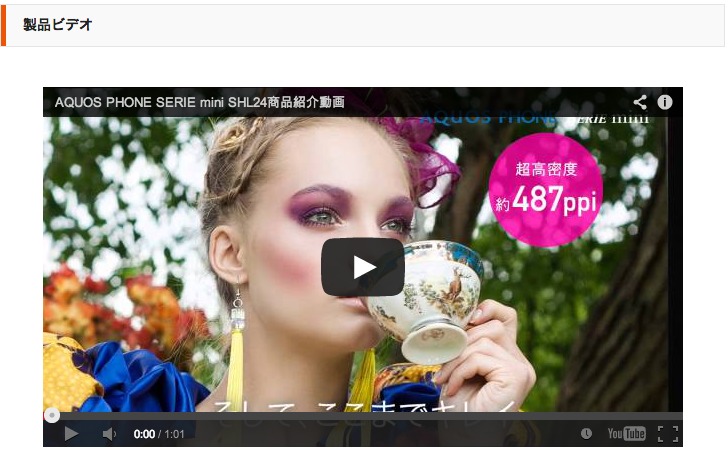 製品ビデオ
AQUOS PHONE SERIE mini SHL24商品紹介動画
AQUOS PHONE SERIE mini
超高密度
約487ppi
そして、ここまでキレイ
0:00 / 1:01
YouTube